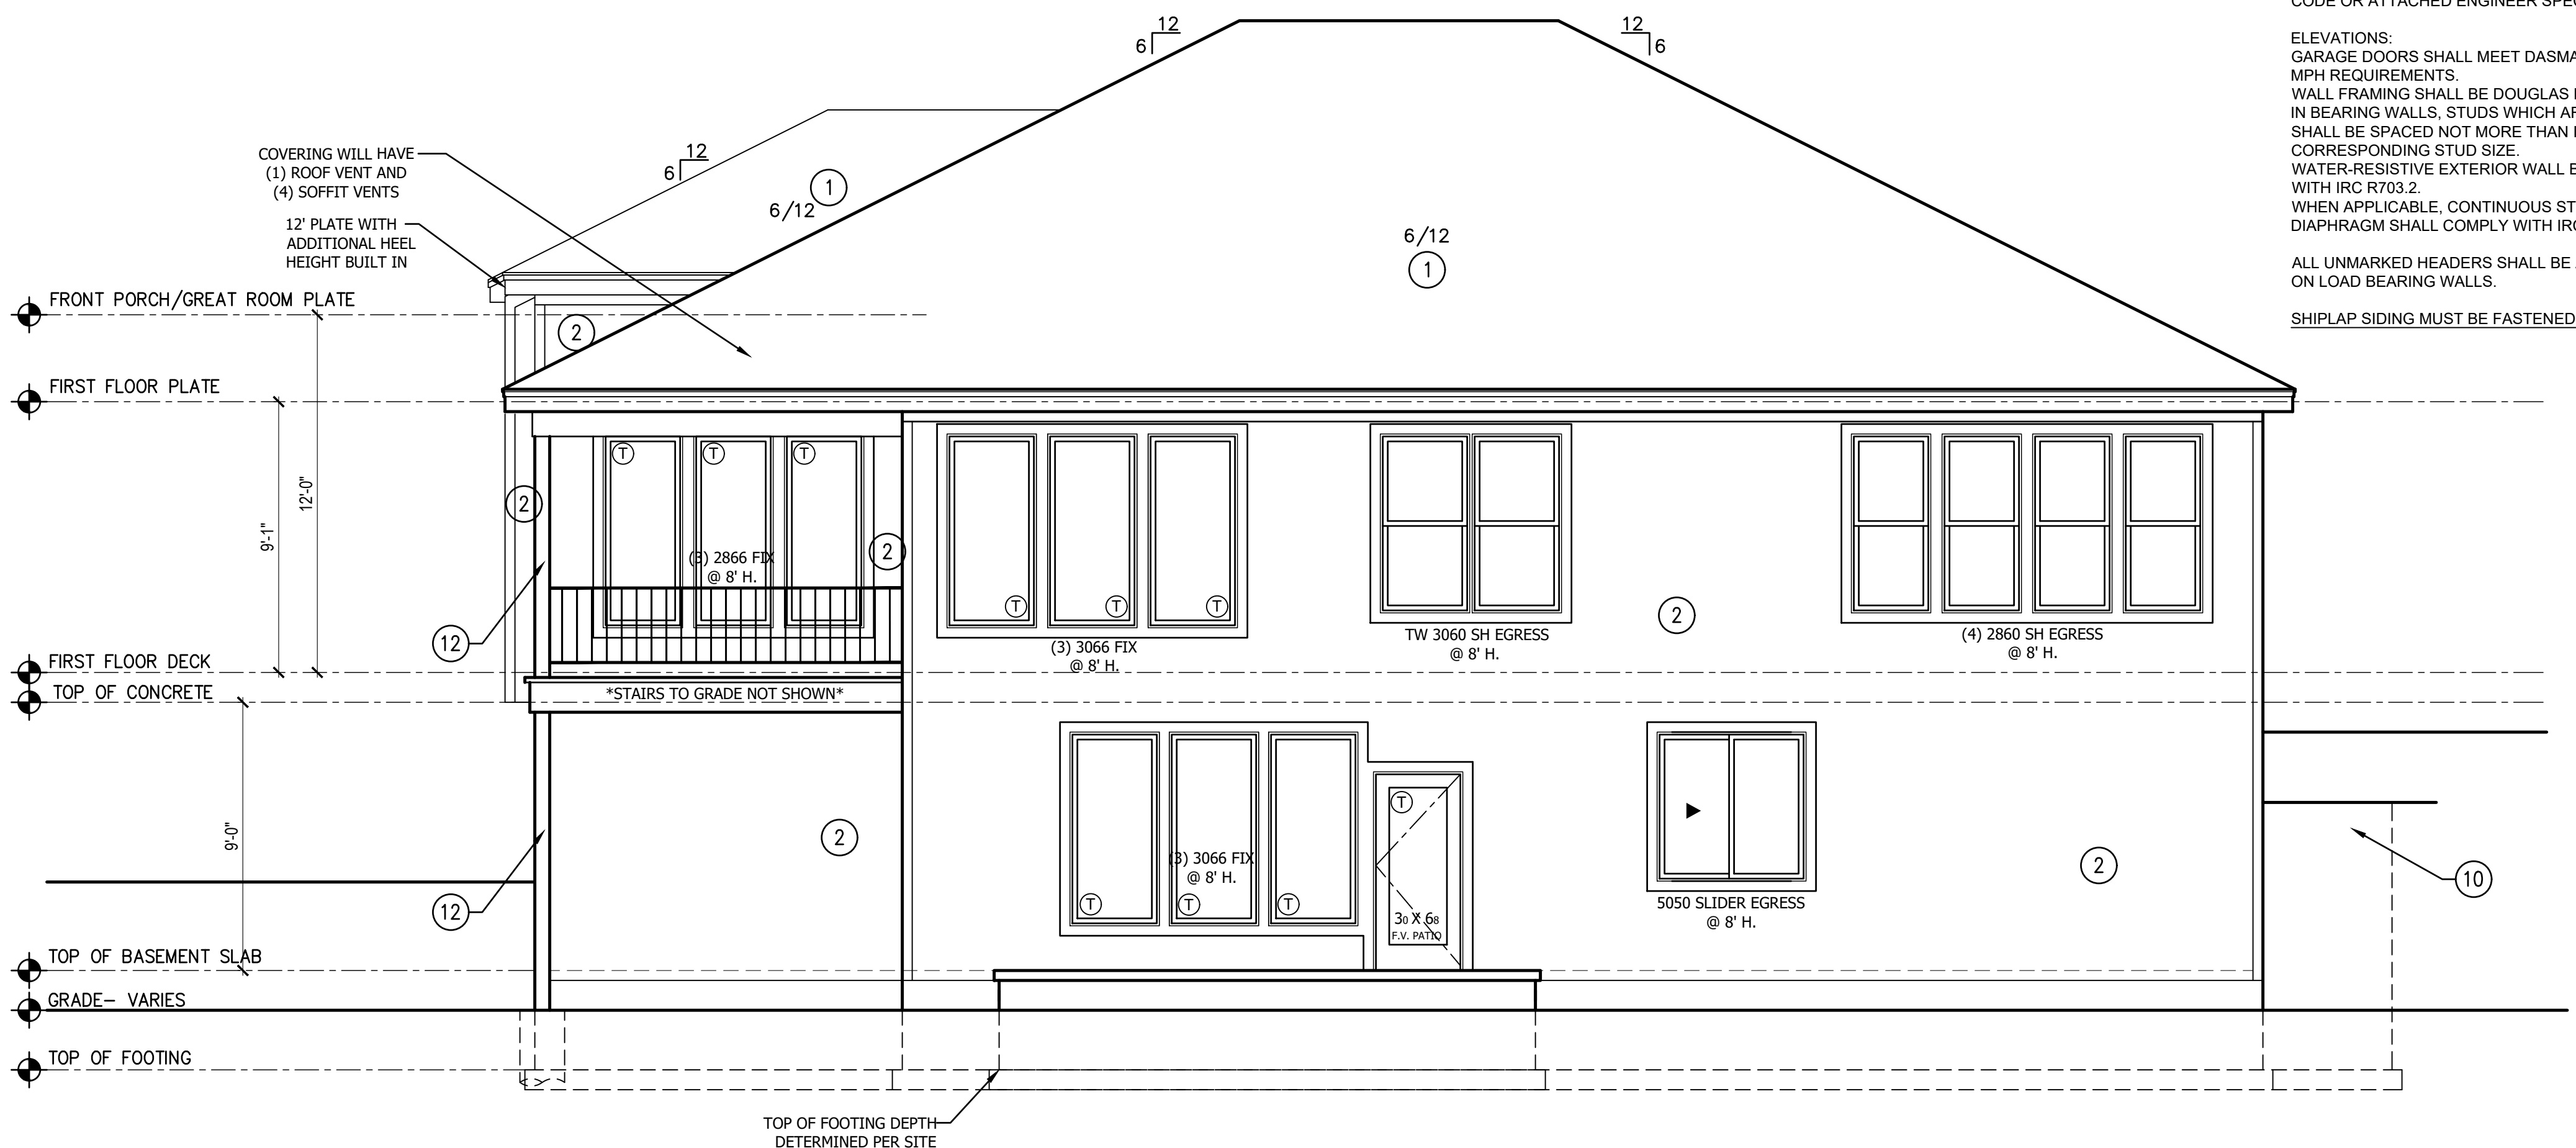 CODE OR ATTACHED ENGINEER
ELEVATIONS:
GARAGE DOORS SHALL MEET
MPH REQUIREMENTS.
WALL FRAMING SHALL BE DOUGLAS
IN BEARING WALLS, STUDS WHICH
SHALL BE SPACED NOT MORE THAN
CORRESPONDING STUD SIZE.
WATER-RESISTIVE EXTERIOR WALL
WITH IRC R703.2.
WHEN APPLICABLE, CONTINUOUS
DIAPHRAGM SHALL COMPLY WITH
ALL UNMARKED HEADERS SHALL BE
ON LOAD BEARING WALLS.
SHIPLAP SIDING MUST BE FASTENED
12
6
12
6
12
6
COVERING WILL HAVE
(1) ROOF VENT AND
(4) SOFFIT VENTS
12' PLATE WITH
ADDITIONAL HEEL
HEIGHT BUILT IN
1
6/12
6/12
1
2
FRONT PORCH/GREAT ROOM PLATE
FIRST FLOOR PLATE
12'-0"
9'-1"
T
T
T
2
2
(3) 2866 FIX
@ 8' H.
T
T
T
(3) 3066 FIX
@ 8' H.
TW 3060 SH EGRESS
@ 8' H.
2
(4) 2860 SH EGRESS
@ 8' H.
12
FIRST FLOOR DECK
TOP OF CONCRETE
*STAIRS TO GRADE NOT SHOWN*
9'-0"
2
(3) 3066 FIX
@ 8' H.
T
T
T
T
30 X 68
F.V. PATIO
5050 SLIDER EGRESS
@ 8' H.
2
10
12
TOP OF BASEMENT SLAB
GRADE- VARIES
TOP OF FOOTING
TOP OF FOOTING DEPTH
DETERMINED PER SITE